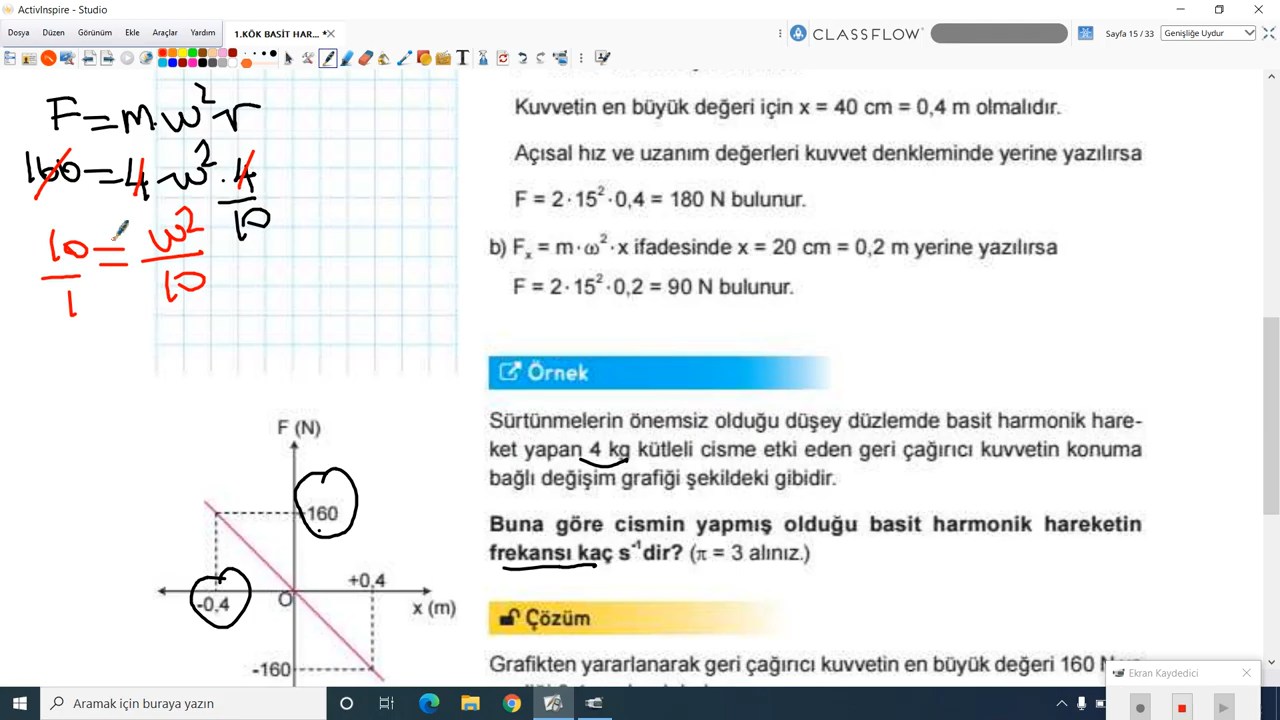 ActivInspire - Studio
Dosya Düzen Görünüm Ekle Araçlar Yardım
1.KÖK BASİT HAR... *
CLASSFLOW
Sayfa 15 / 33
Genişliğe Uydur
F=m.w²r
160=4w².4/10
10/1=w²/10
Kuvvetin en büyük değeri için x = 40 cm = 0,4 m olmalıdır.
Açısal hız ve uzanım değerleri kuvvet denkleminde yerine yazılırsa
F = 2·15²·0,4 = 180 N bulunur.
b) Fₓ = m·ω²·x ifadesinde x = 20 cm = 0,2 m yerine yazılırsa
F = 2·15²·0,2 = 90 N bulunur.
Örnek
Sürtünmelerin önemsiz olduğu düşey düzlemde basit harmonik hare-
ket yapan 4 kg kütleli cisme etki eden geri çağırıcı kuvvetin konuma
bağlı değişim grafiği şekildeki gibidir.
Buna göre cismin yapmış olduğu basit harmonik hareketin
frekansı kaç s⁻¹dir? (π = 3 alınız.)
Çözüm
Grafikten yararlanarak geri çağırıcı kuvvetin en büyük değeri 160 N
F (N)
160
+0,4
-0,4
O
x (m)
-160
Ekran Kaydedici
Aramak için buraya yazın